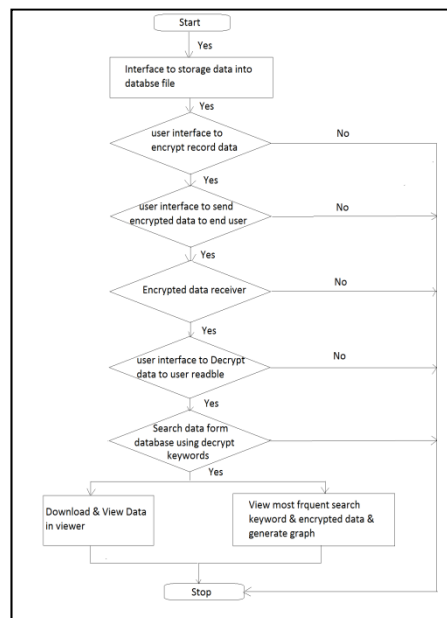 Start
Yes
Interface to storage data into
databse file
Yes
user interface to
encrypt record data
No
Yes
user interface to send
encrypted data to end user
No
Yes
Encrypted data receiver
No
Yes
user interface to Decrypt
data to user readble
No
Yes
Search data form
database using decrypt
keywords
Yes
Download & View Data
in viewer
View most frquent search
keyword & encrypted data &
generate graph
Stop